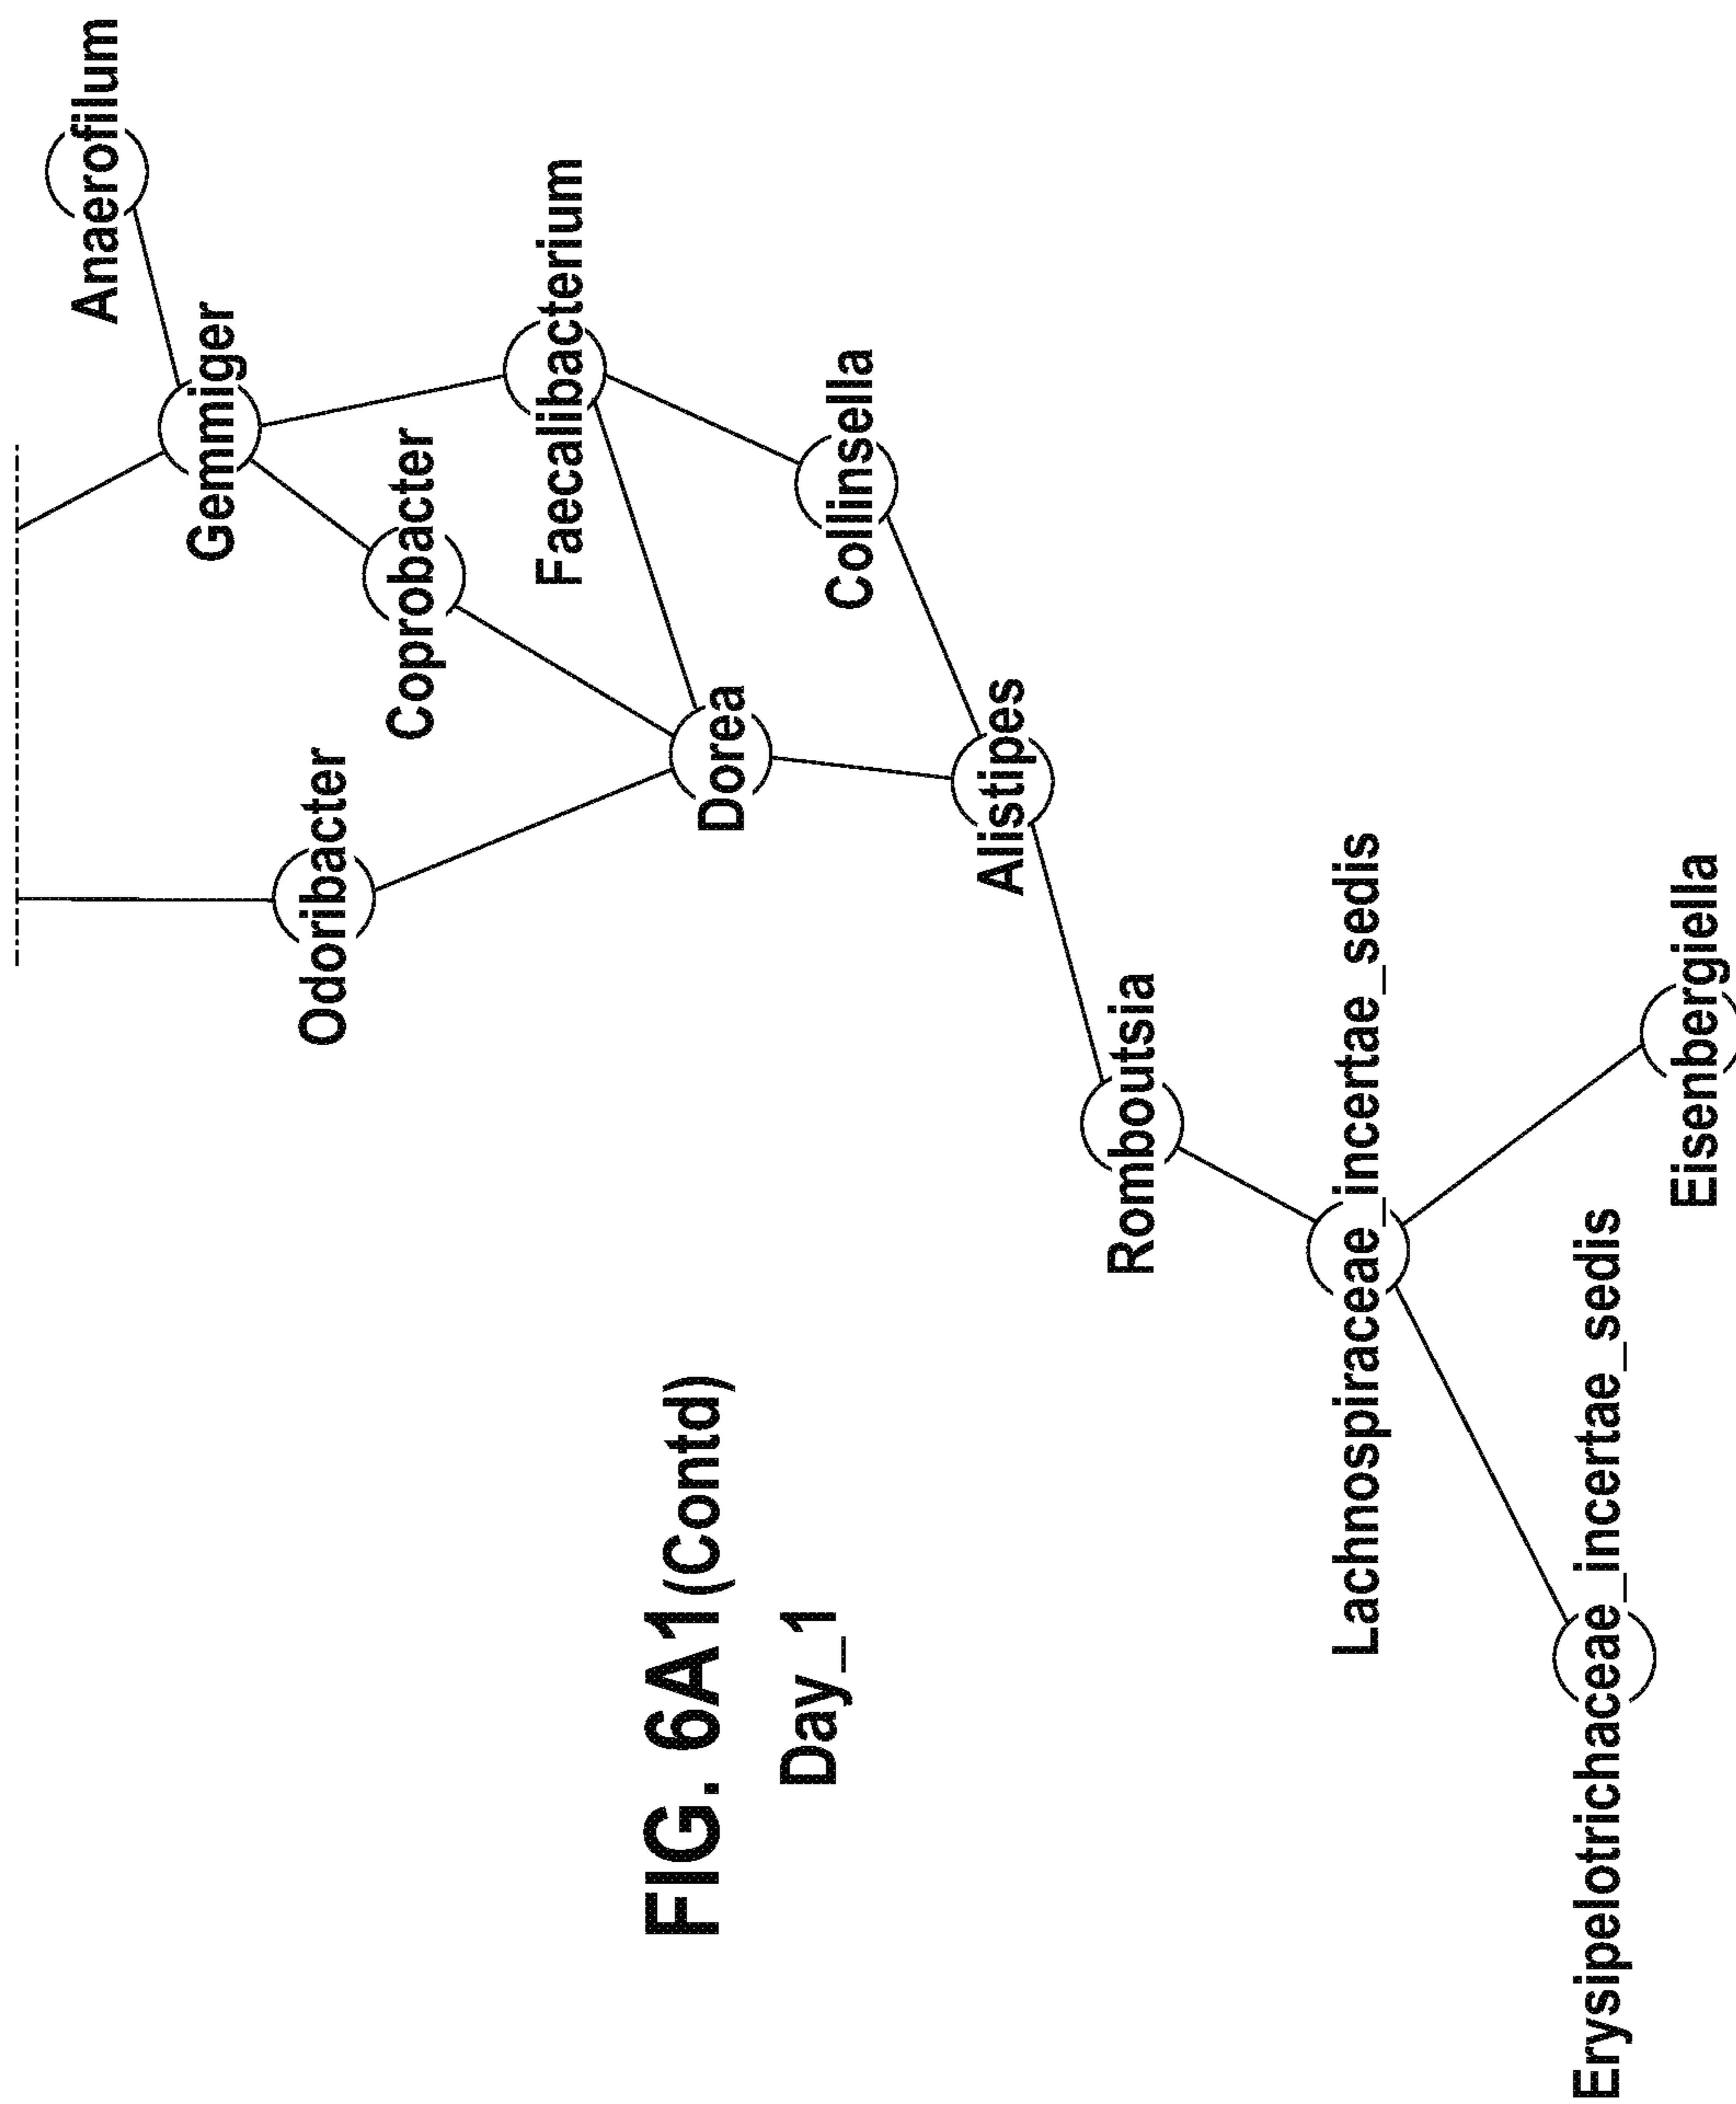 Anaerofilum
Gemmiger
Faecalibacterium
Coprobacter
Collinsella
Odoribacter
Dorea
Alistipes
Romboutsia
Lachnospiraceae_incertae_sedis
Eisenbergiella
Erysipelotrichaceae_incertae_sedis
FIG. 6A1 (Contd)
Day_1